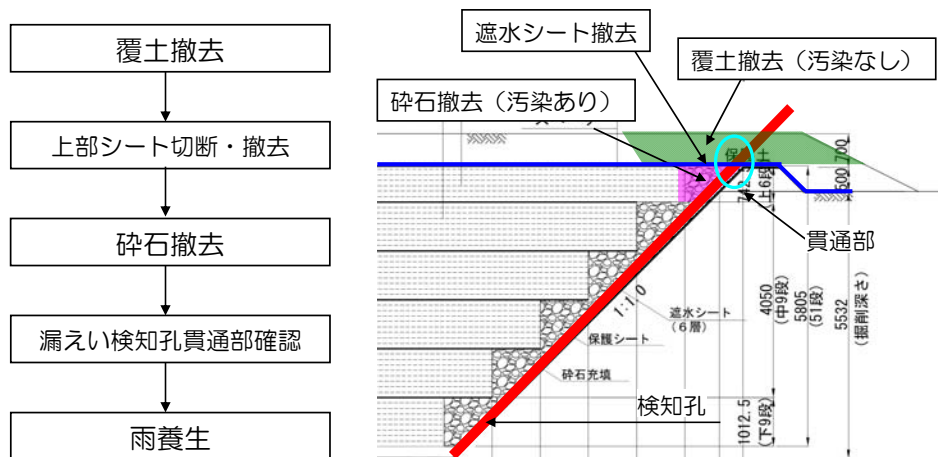 覆土撤去
上部シート切断・撤去
砕石撤去
漏えい検知孔貫通部確認
雨養生
遮水シート撤去
覆土撤去（汚染なし）
砕石撤去（汚染あり）
700
500
(上6段)
貫通部
1:1.0
遮水シート
(6層)
保護シート
砕石充填
検知孔
4050
(中9段)
5805
(51段)
5532
(掘削深さ)
1012.5
(下9段)